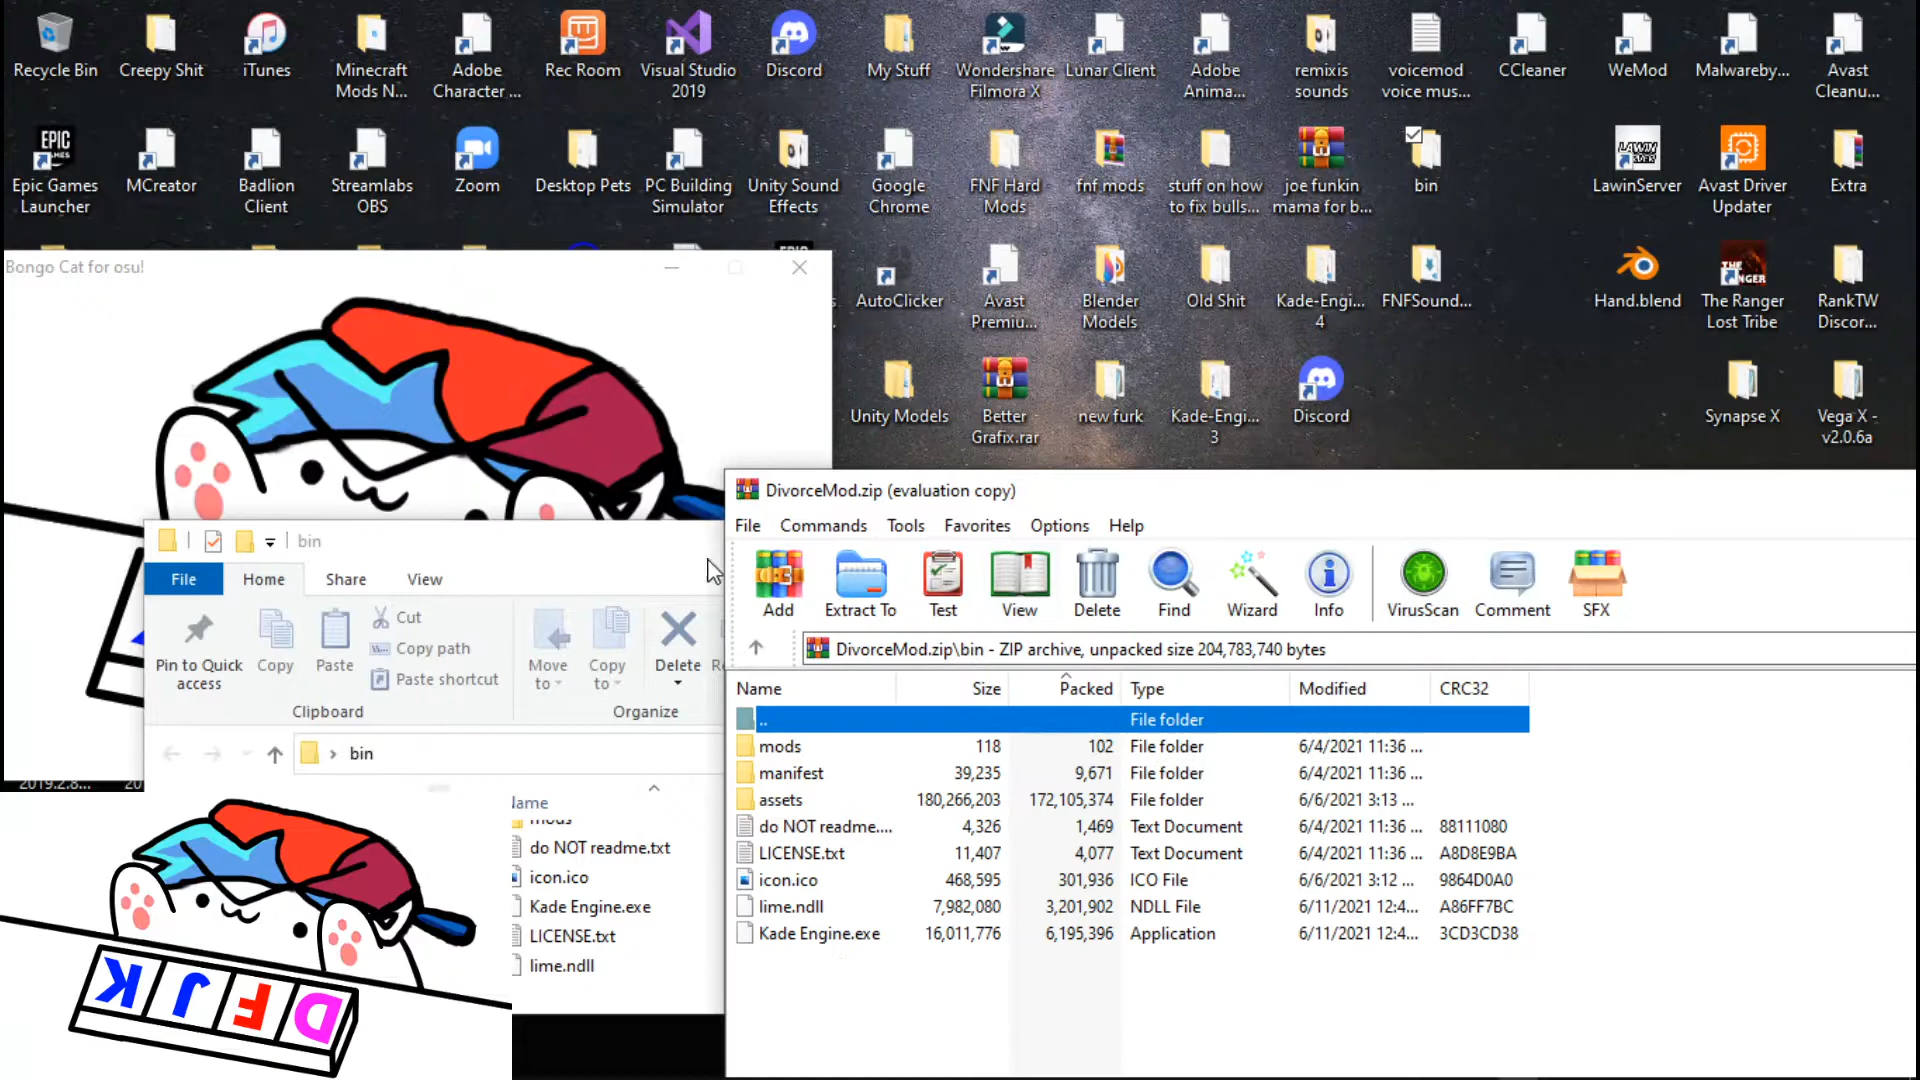 Recycle Bin
Creepy Shit
iTunes
Minecraft
Mods N...
Adobe
Character ...
Rec Room
Visual Studio
2019
Discord
My Stuff
Wondershare
Filmora X
Lunar Client
Adobe
Anima...
remixis
sounds
voicemod
voice mus...
CCleaner
WeMod
Malwareby...
Avast
Cleanu...
EPIC
Epic Games
Launcher
MCreator
Badlion
Client
Streamlabs
OBS
Zoom
Desktop Pets
PC Building
Simulator
Unity Sound
Effects
Google
Chrome
FNF Hard
Mods
fnf mods
stuff on how
to fix bulls...
joe funkin
mama for b...
bin
LAWIN
LawinServer
Avast Driver
Updater
Extra
AutoClicker
Avast
Premiu...
Blender
Models
Old Shit
Kade-Engi...
4
FNFSound...
Hand.blend
The Ranger
Lost Tribe
RankTW
Discor...
Unity Models
Better
Grafix.rar
new furk
Kade-Engi...
3
Discord
Synapse X
Vega X -
v2.0.6a
Bongo Cat for osu!
bin
File Home Share View
Pin to Quick
access
Copy
Paste
Cut
Copy path
Paste shortcut
Clipboard
Move
to
Copy
to
Delete
Organize
bin
Name
mods
do NOT readme.txt
icon.ico
Kade Engine.exe
LICENSE.txt
lime.ndll
K J F D
DivorceMod.zip (evaluation copy)
File Commands Tools Favorites Options Help
Add Extract To Test View Delete Find Wizard Info VirusScan Comment SFX
DivorceMod.zip\bin - ZIP archive, unpacked size 204,783,740 bytes
Name Size Packed Type Modified CRC32
.. File folder
mods 118 102 File folder 6/4/2021 11:36 ...
manifest 39,235 9,671 File folder 6/4/2021 11:36 ...
assets 180,266,203 172,105,374 File folder 6/6/2021 3:13 ...
do NOT readme.... 4,326 1,469 Text Document 6/4/2021 11:36 ... 88111080
LICENSE.txt 11,407 4,077 Text Document 6/4/2021 11:36 ... A8D8E9BA
icon.ico 468,595 301,936 ICO File 6/6/2021 3:12 ... 9864D0A0
lime.ndll 7,982,080 3,201,902 NDLL File 6/11/2021 12:4... A86FF7BC
Kade Engine.exe 16,011,776 6,195,396 Application 6/11/2021 12:4... 3CD3CD38